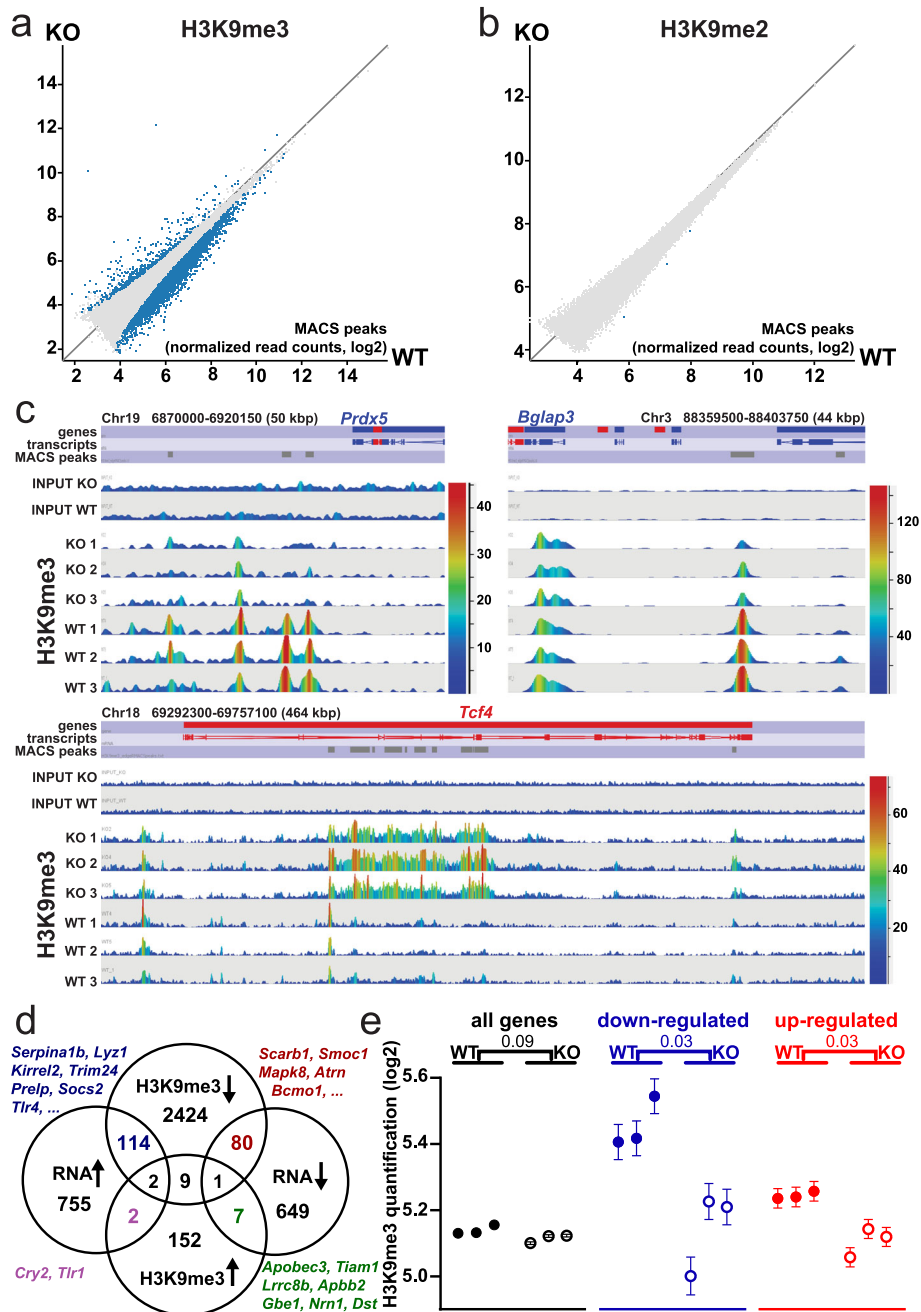 a
KO
H3K9me3
14
12
10
8
6
4
2
2
4
6
8
10
12
14
MACS peaks
(normalized read counts, log2)
WT
b
KO
H3K9me2
12
10
8
6
4
4
6
8
10
12
MACS peaks
(normalized read counts, log2)
WT
c
Chr19 6870000-6920150 (50 kbp)
Prdx5
Bglap3
Chr3 88359500-88403750 (44 kbp)
genes
transcripts
MACS peaks
INPUT KO
INPUT WT
KO 1
KO 2
KO 3
WT 1
WT 2
WT 3
H3K9me3
40
30
20
10
120
80
40
Chr18 69292300-69757100 (464 kbp)
Tcf4
genes
transcripts
MACS peaks
INPUT KO
INPUT WT
KO 1
KO 2
KO 3
WT 1
WT 2
WT 3
H3K9me3
60
40
20
d
Serpina1b, Lyz1
Kirrel2, Trim24
Prelp, Socs2
Tlr4, ...
Scarb1, Smoc1
Mapk8, Atrn
Bcmo1, ...
H3K9me3↓
2424
114
80
RNA↑
755
2
9
1
RNA↓
649
2
7
152
H3K9me3↑
Cry2, Tlr1
Apobec3, Tiam1
Lrrc8b, Apbb2
Gbe1, Nrn1, Dst
e
all genes
down-regulated
up-regulated
WT
0.09
KO
WT
0.03
KO
WT
0.03
KO
H3K9me3 quantification (log2)
5.6
5.4
5.2
5.0